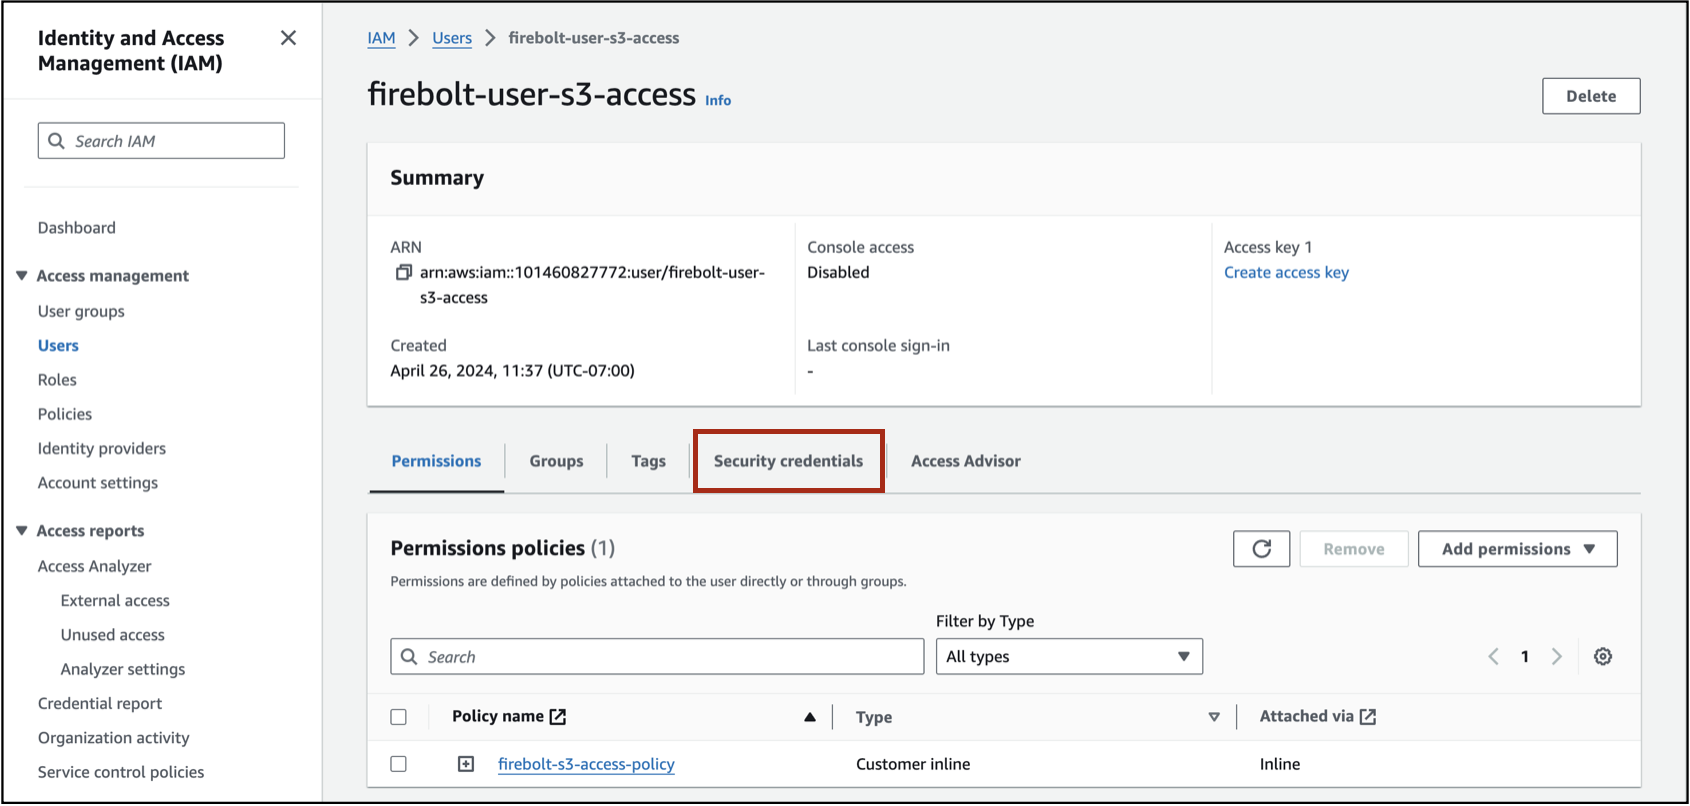 Identity and Access
Management (IAM)
Search IAM
Dashboard
Access management
User groups
Users
Roles
Policies
Identity providers
Account settings
Access reports
Access Analyzer
External access
Unused access
Analyzer settings
Credential report
Organization activity
Service control policies
IAM > Users > firebolt-user-s3-access
firebolt-user-s3-access Info
Delete
Summary
ARN
arn:aws:iam::101460827772:user/firebolt-user-
s3-access
Created
April 26, 2024, 11:37 (UTC-07:00)
Console access
Disabled
Last console sign-in
-
Access key 1
Create access key
Permissions Groups Tags Security credentials Access Advisor
Permissions policies (1)
Permissions are defined by policies attached to the user directly or through groups.
Remove
Add permissions
Filter by Type
Search
All types
1
Policy name Type Attached via
firebolt-s3-access-policy Customer inline Inline